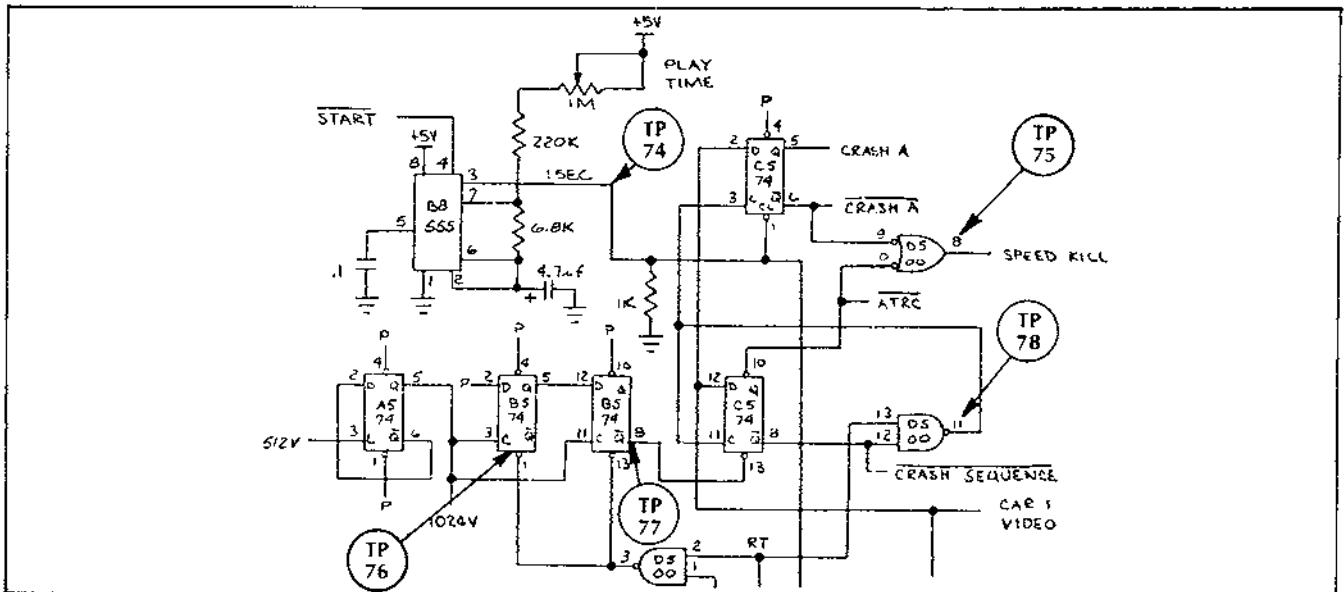 +5V
PLAY
TIME
1M
START
+5V
220K
TP
74
P
TP
75
8
4
3
1SEC
7
B8
555
5
6.8K
6
.1
1
2
4.7uf
+
1K
2
D
Q
5
CRASH A
C5
74
3
C
Q
6
CL
1
CRASH A
9
D5
00
8
SPEED KILL
ATRC
TP
78
P
4
2
D
Q
5
A5
74
512V
3
C
6
1
P
P
4
P
2
D
Q
5
B5
74
3
C
Q
1
P
10
12
D
Q
B5
74
11
C
Q
8
13
10
12
D
Q
C5
74
11
C
Q
8
13
13
D5
00
12
11
CRASH SEQUENCE
CAR 1
VIDEO
1024V
TP
76
TP
77
3
D5
00
2
1
RT